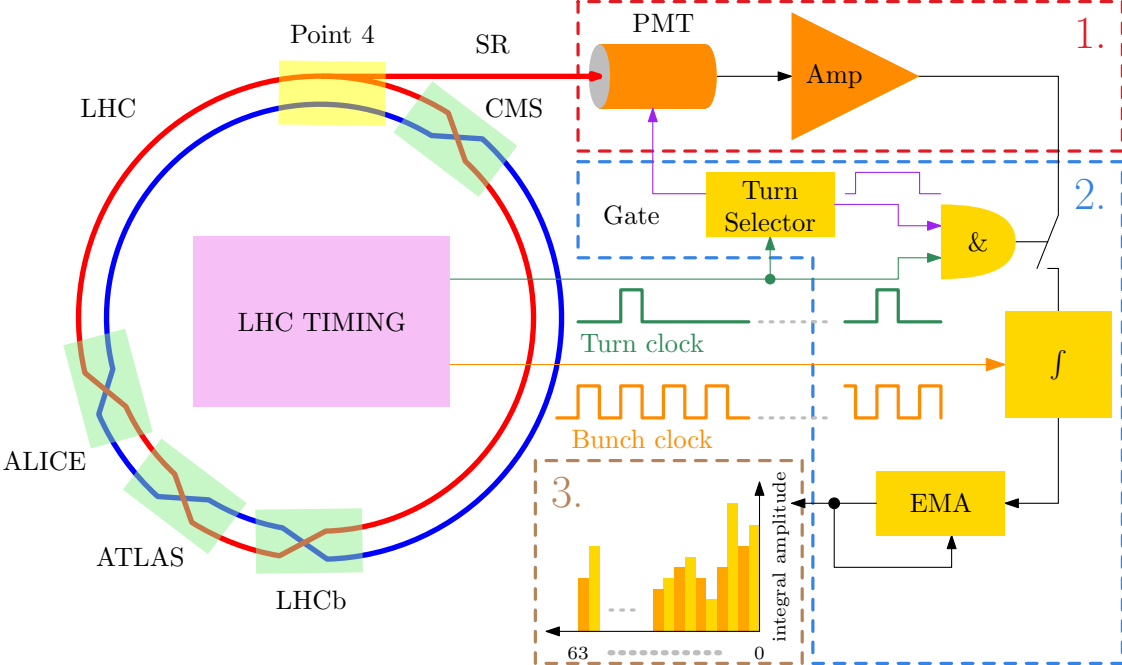 Point 4
SR
PMT
1.
LHC
Amp
CMS
Turn
Selector
2.
Gate
&
LHC TIMING
Turn clock
∫
Bunch clock
ALICE
3.
integral amplitude
EMA
ATLAS
LHCb
63
0